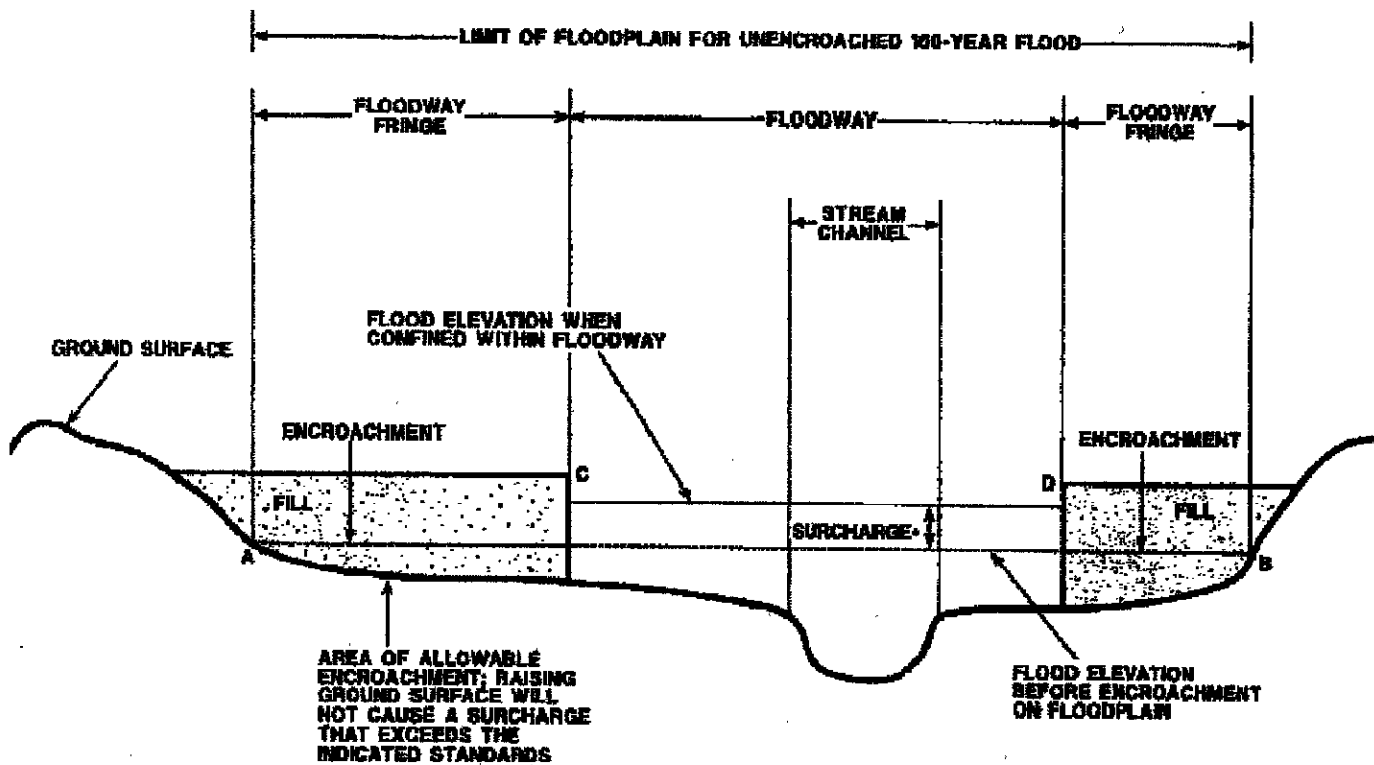 LIMIT OF FLOODPLAIN FOR UNENCROACHED 100-YEAR FLOOD
FLOODWAY
FRINGE
FLOODWAY
FLOODWAY
FRINGE
STREAM
CHANNEL
FLOOD ELEVATION WHEN
CONFINED WITHIN FLOODWAY
GROUND SURFACE
ENCROACHMENT
ENCROACHMENT
C
D
FILL
FILL
SURCHARGE*
A
B
AREA OF ALLOWABLE
ENCROACHMENT; RAISING
GROUND SURFACE WILL
NOT CAUSE A SURCHARGE
THAT EXCEEDS THE
INDICATED STANDARDS
FLOOD ELEVATION
BEFORE ENCROACHMENT
ON FLOODPLAIN